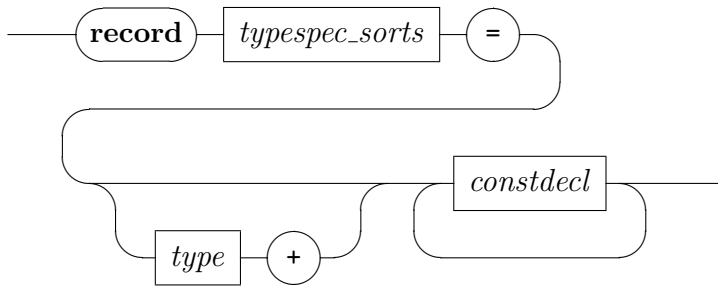 record typespec_sorts =
constdecl
type +